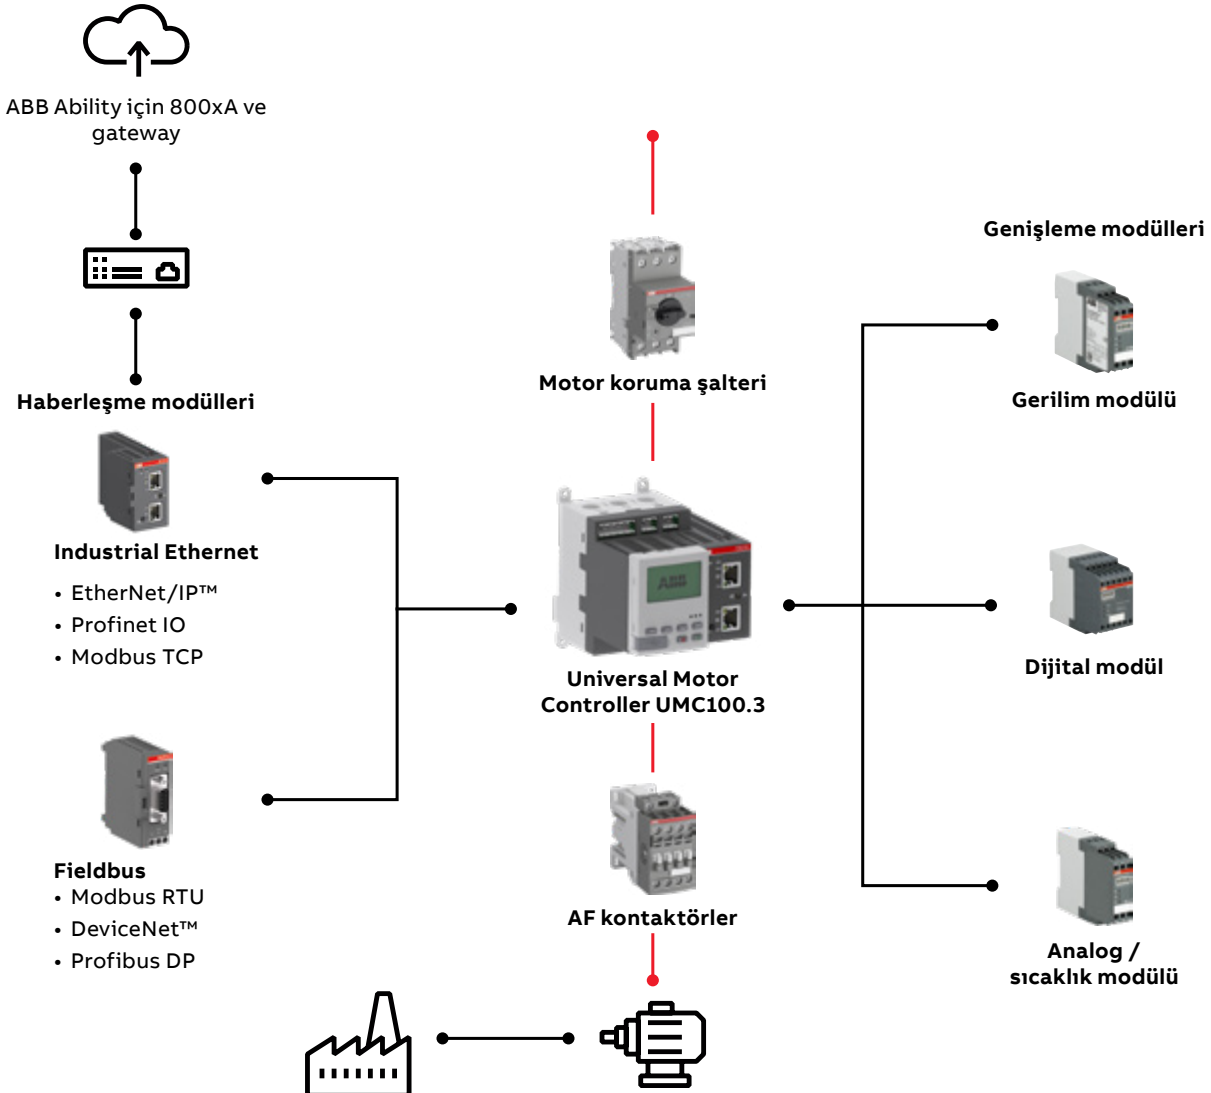 ABB Ability için 800xA ve
gateway
Haberleşme modülleri
Industrial Ethernet
• EtherNet/IP™
• Profinet IO
• Modbus TCP
Fieldbus
• Modbus RTU
• DeviceNet™
• Profibus DP
Motor koruma şalteri
ABB
Universal Motor
Controller UMC100.3
AF kontaktörler
Genişleme modülleri
Gerilim modülü
Dijital modül
Analog /
sıcaklık modülü